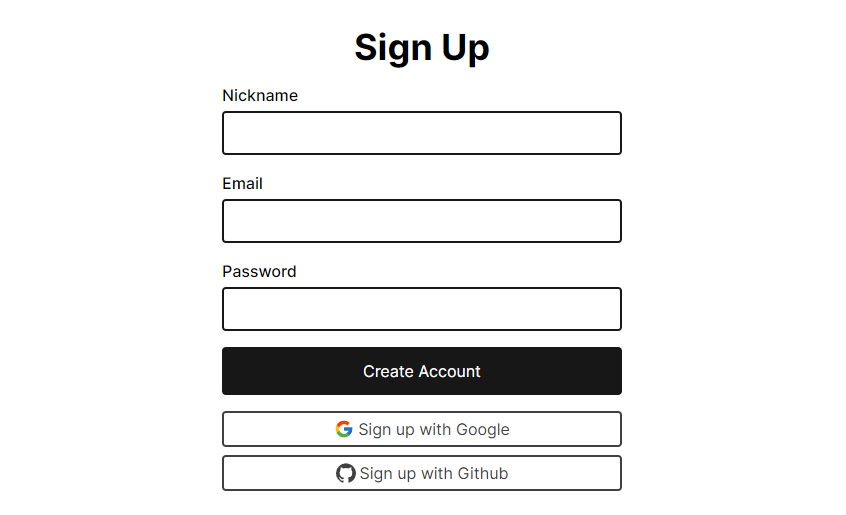 Sign Up
Nickname
Email
Password
Create Account
Sign up with Google
Sign up with Github